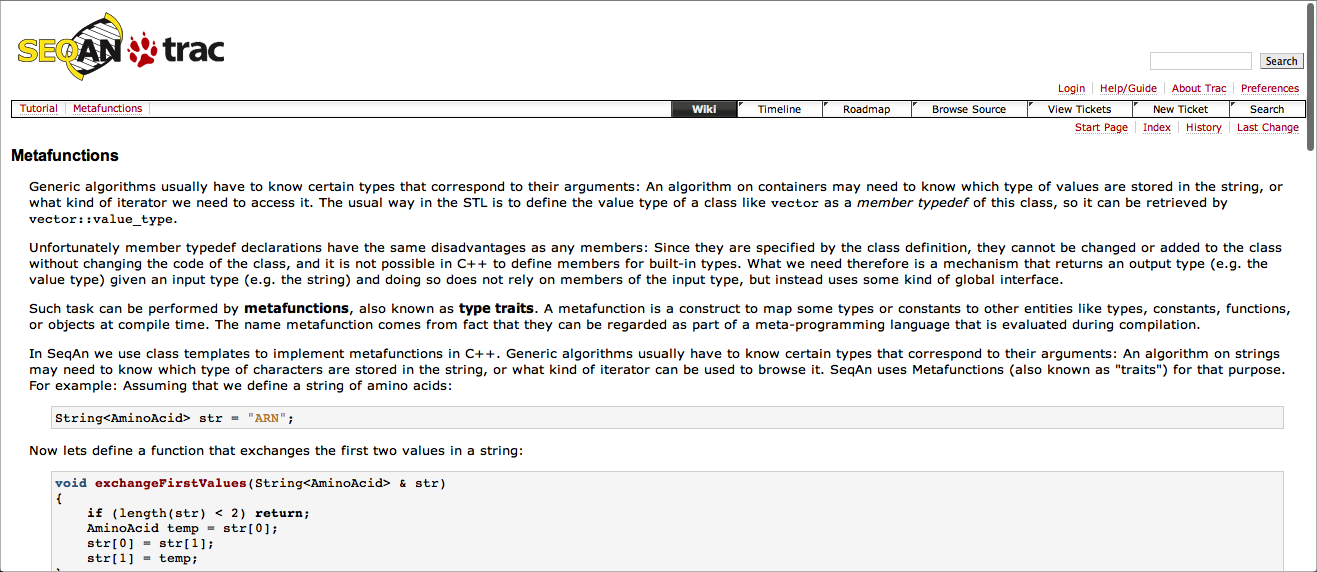 SEQAN trac
Search
Login Help/Guide About Trac Preferences
Tutorial Metafunctions Wiki Timeline Roadmap Browse Source View Tickets New Ticket Search
Start Page Index History Last Change
Metafunctions
Generic algorithms usually have to know certain types that correspond to their arguments: An algorithm on containers may need to know which type of values are stored in the string, or
what kind of iterator we need to access it. The usual way in the STL is to define the value type of a class like vector as a member typedef of this class, so it can be retrieved by
vector::value_type.
Unfortunately member typedef declarations have the same disadvantages as any members: Since they are specified by the class definition, they cannot be changed or added to the class
without changing the code of the class, and it is not possible in C++ to define members for built-in types. What we need therefore is a mechanism that returns an output type (e.g. the
value type) given an input type (e.g. the string) and doing so does not rely on members of the input type, but instead uses some kind of global interface.
Such task can be performed by metafunctions, also known as type traits. A metafunction is a construct to map some types or constants to other entities like types, constants, functions,
or objects at compile time. The name metafunction comes from fact that they can be regarded as part of a meta-programming language that is evaluated during compilation.
In SeqAn we use class templates to implement metafunctions in C++. Generic algorithms usually have to know certain types that correspond to their arguments: An algorithm on strings
may need to know which type of characters are stored in the string, or what kind of iterator can be used to browse it. SeqAn uses Metafunctions (also known as "traits") for that purpose.
For example: Assuming that we define a string of amino acids:
String<AminoAcid> str = "ARN";
Now lets define a function that exchanges the first two values in a string:
void exchangeFirstValues(String<AminoAcid> & str)
{
    if (length(str) < 2) return;
    AminoAcid temp = str[0];
    str[0] = str[1];
    str[1] = temp;